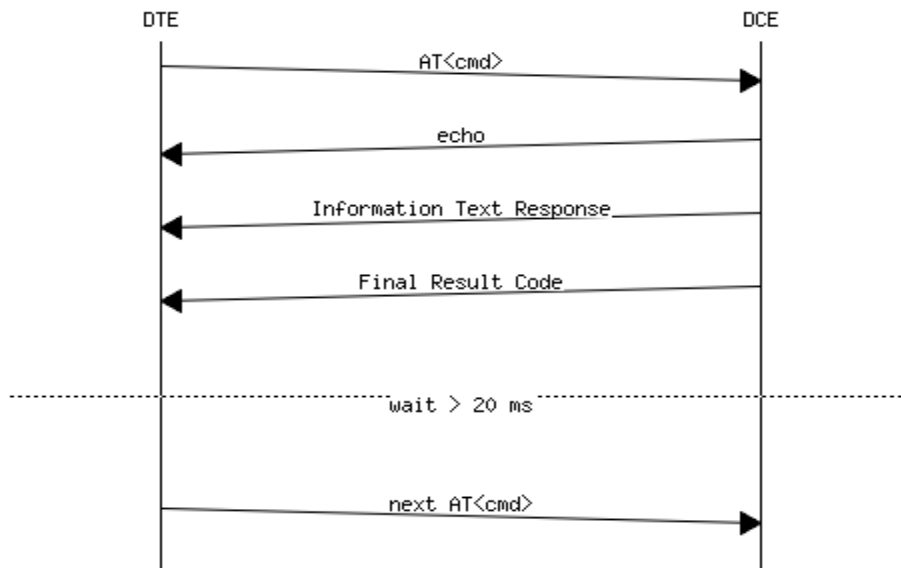 DTE DCE
AT<cmd>
echo
Information Text Response
Final Result Code
wait > 20 ms
next AT<cmd>